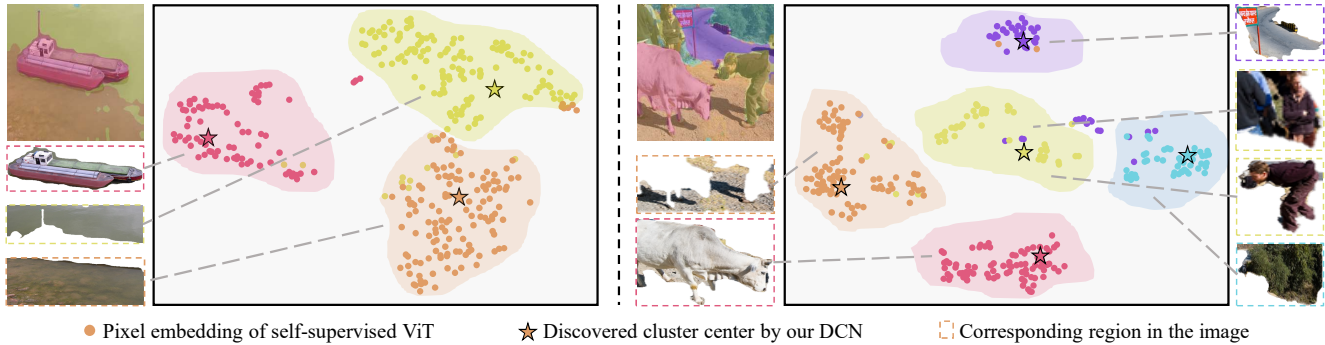 Pixel embedding of self-supervised ViT
Discovered cluster center by our DCN
Corresponding region in the image